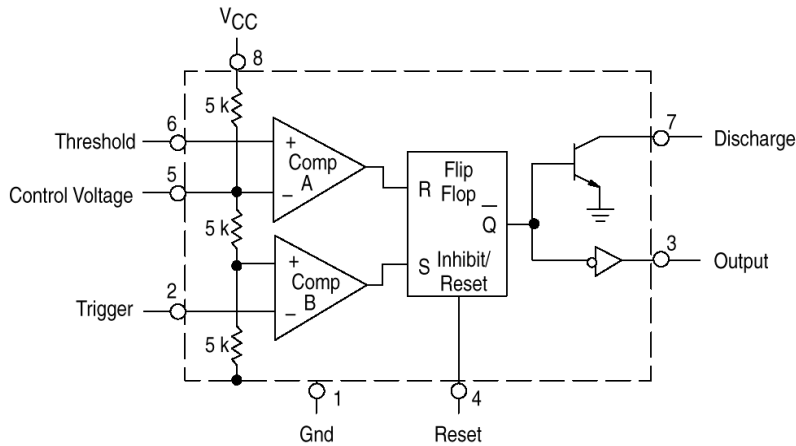 VCC
8
5 k
6
Threshold
+
Comp
A
−
5
Control Voltage
5 k
+
Comp
B
−
2
Trigger
5 k
Flip
Flop
R
Q
S
Inhibit/
Reset
7
Discharge
3
Output
1
Gnd
4
Reset